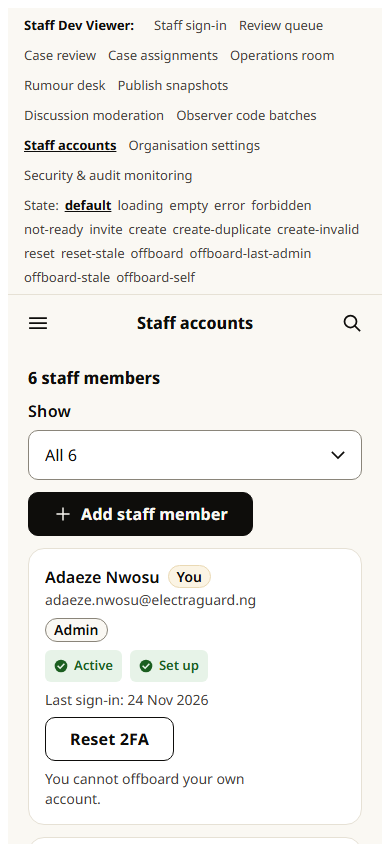 Staff Dev Viewer: Staff sign-in Review queue
Case review Case assignments Operations room
Rumour desk Publish snapshots
Discussion moderation Observer code batches
Staff accounts Organisation settings
Security & audit monitoring
State: default loading empty error forbidden
not-ready invite create create-duplicate create-invalid
reset reset-stale offboard offboard-last-admin
offboard-stale offboard-self
Staff accounts
6 staff members
Show
All 6
Add staff member
Adaeze Nwosu You
adaeze.nwosu@electraguard.ng
Admin
Active Set up
Last sign-in: 24 Nov 2026
Reset 2FA
You cannot offboard your own
account.